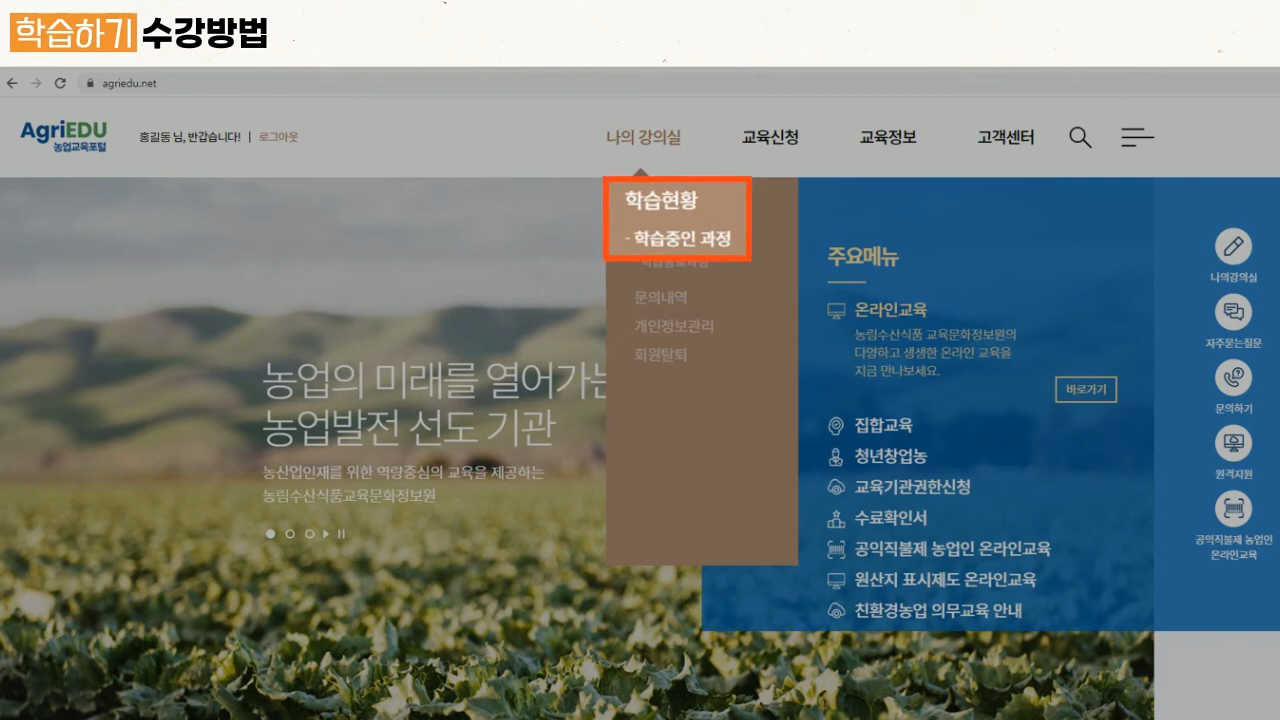 학습하기 수강방법
agriedu.net
AgriEDU
농업교육포털
홍길동 님, 반갑습니다! | 로그아웃
나의 강의실 교육신청 교육정보 고객센터
학습현황
- 학습중인 과정
학습종료과정
문의내역
개인정보관리
회원탈퇴
농업의 미래를 열어가는
농업발전 선도 기관
농산업인재를 위한 역량중심의 교육을 제공하는
농림수산식품교육문화정보원
주요메뉴
온라인교육
농림수산식품 교육문화정보원의
다양하고 생생한 온라인 교육을
지금 만나보세요.
바로가기
집합교육
청년창업농
교육기관권한신청
수료확인서
공익직불제 농업인 온라인교육
원산지 표시제도 온라인교육
친환경농업 의무교육 안내
나의강의실
자주묻는질문
문의하기
원격지원
공익직불제 농업인
온라인교육